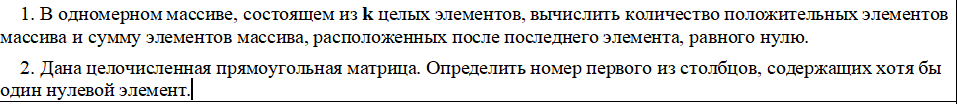 1. В одномерном массиве, состоящем из k целых элементов, вычислить количество положительных элементов
массива и сумму элементов массива, расположенных после последнего элемента, равного нулю.
2. Дана целочисленная прямоугольная матрица. Определить номер первого из столбцов, содержащих хотя бы
один нулевой элемент.